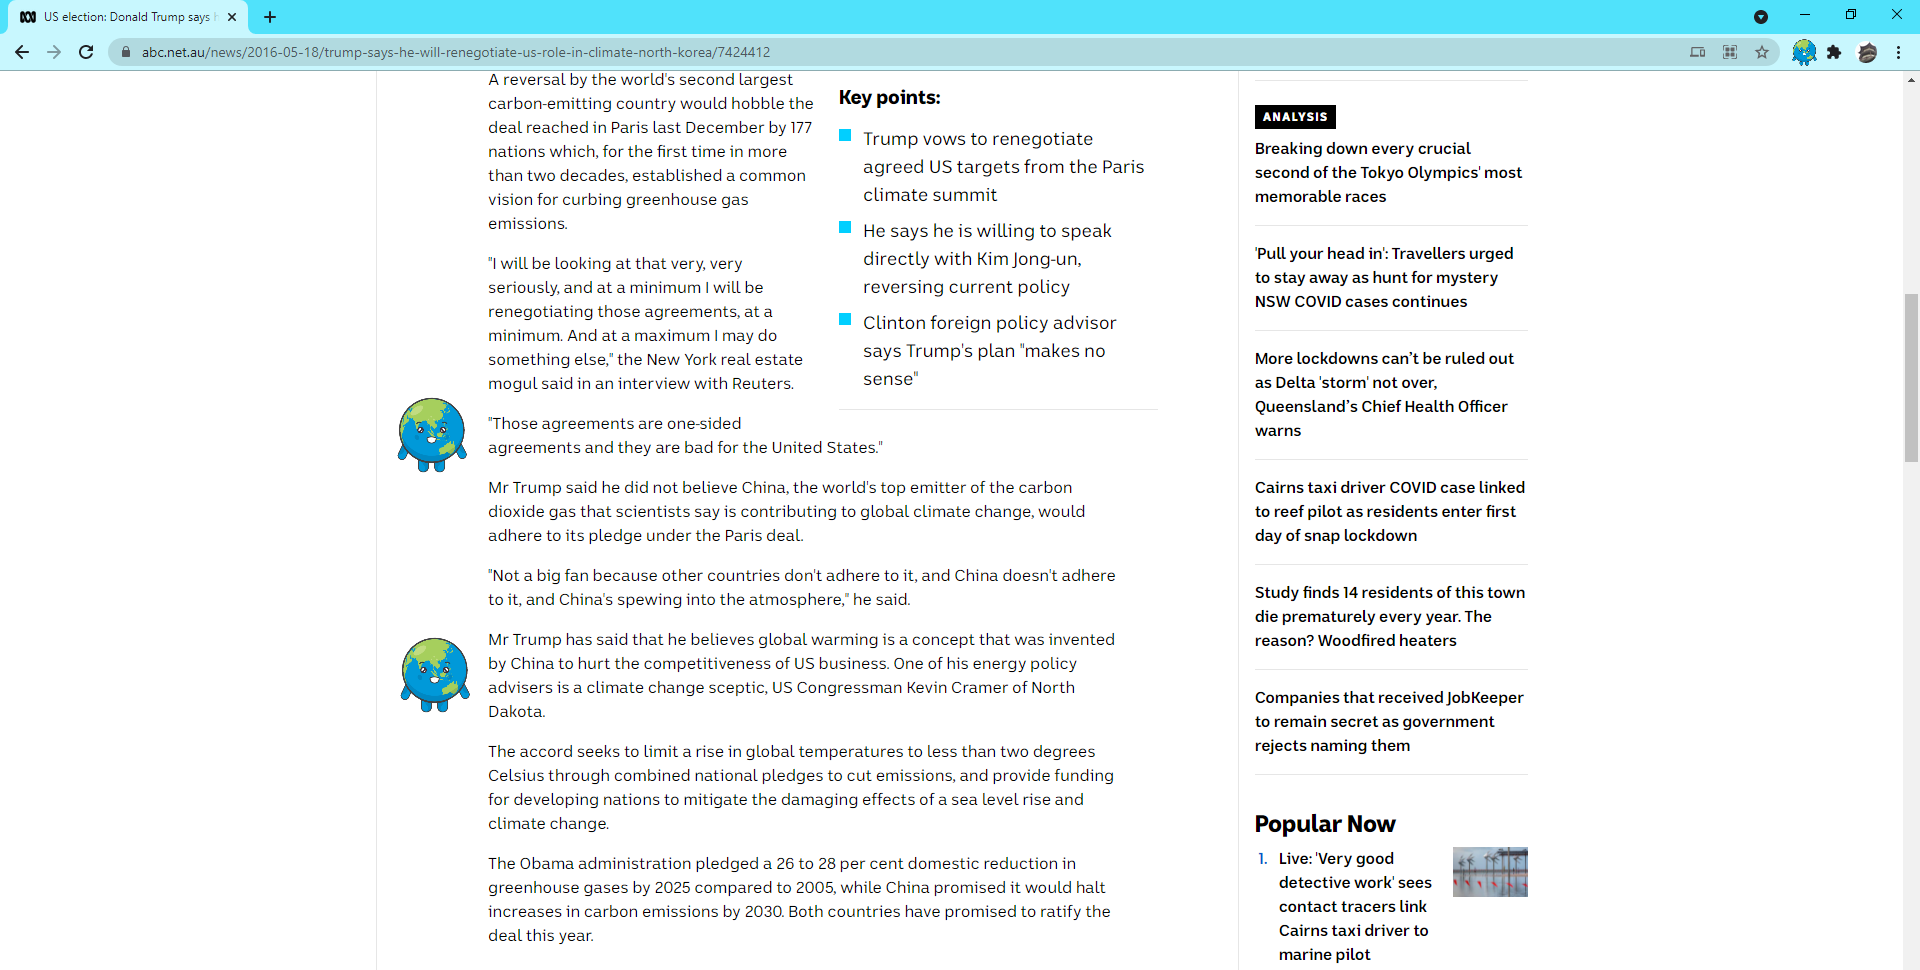 US election: Donald Trump says
abc.net.au/news/2016-05-18/trump-says-he-will-renegotiate-us-role-in-climate-north-korea/7424412
A reversal by the world's second largest
carbon-emitting country would hobble the
deal reached in Paris last December by 177
nations which, for the first time in more
than two decades, established a common
vision for curbing greenhouse gas
emissions.
"I will be looking at that very, very
seriously, and at a minimum I will be
renegotiating those agreements, at a
minimum. And at a maximum I may do
something else," the New York real estate
mogul said in an interview with Reuters.
"Those agreements are one-sided
agreements and they are bad for the United States."
Mr Trump said he did not believe China, the world's top emitter of the carbon
dioxide gas that scientists say is contributing to global climate change, would
adhere to its pledge under the Paris deal.
"Not a big fan because other countries don't adhere to it, and China doesn't adhere
to it, and China's spewing into the atmosphere," he said.
Mr Trump has said that he believes global warming is a concept that was invented
by China to hurt the competitiveness of US business. One of his energy policy
advisers is a climate change sceptic, US Congressman Kevin Cramer of North
Dakota.
The accord seeks to limit a rise in global temperatures to less than two degrees
Celsius through combined national pledges to cut emissions, and provide funding
for developing nations to mitigate the damaging effects of a sea level rise and
climate change.
The Obama administration pledged a 26 to 28 per cent domestic reduction in
greenhouse gases by 2025 compared to 2005, while China promised it would halt
increases in carbon emissions by 2030. Both countries have promised to ratify the
deal this year.
Key points:
Trump vows to renegotiate
agreed US targets from the Paris
climate summit
He says he is willing to speak
directly with Kim Jong-un,
reversing current policy
Clinton foreign policy advisor
says Trump's plan "makes no
sense"
ANALYSIS
Breaking down every crucial
second of the Tokyo Olympics' most
memorable races
'Pull your head in': Travellers urged
to stay away as hunt for mystery
NSW COVID cases continues
More lockdowns can't be ruled out
as Delta 'storm' not over,
Queensland's Chief Health Officer
warns
Cairns taxi driver COVID case linked
to reef pilot as residents enter first
day of snap lockdown
Study finds 14 residents of this town
die prematurely every year. The
reason? Woodfired heaters
Companies that received JobKeeper
to remain secret as government
rejects naming them
Popular Now
1. Live: 'Very good
detective work' sees
contact tracers link
Cairns taxi driver to
marine pilot